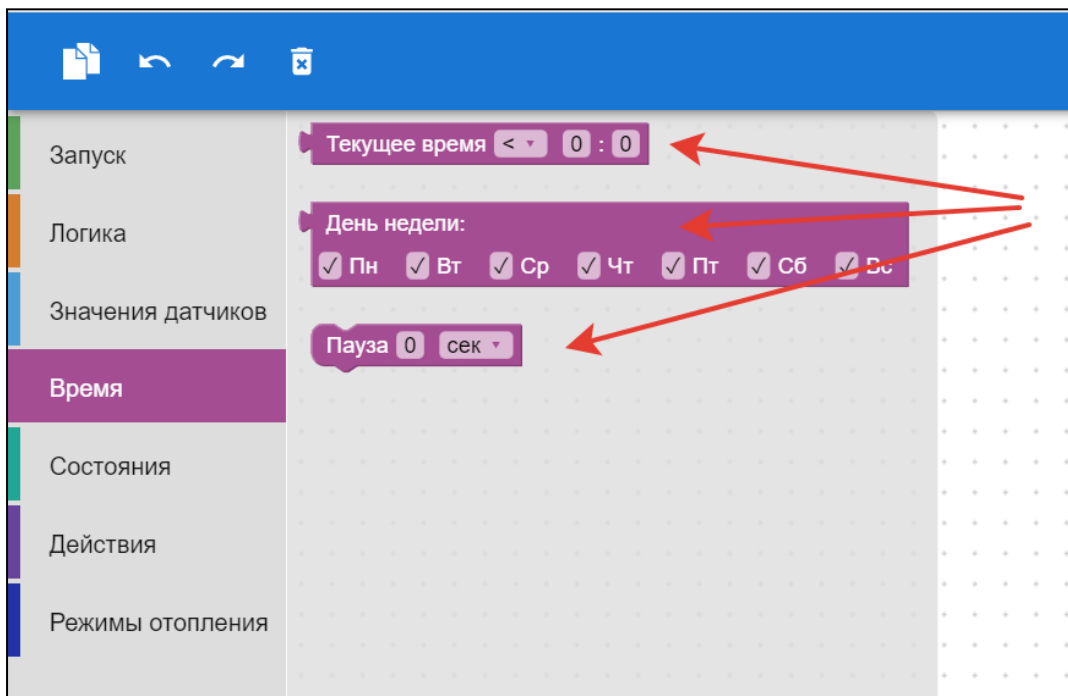 Запуск
Логика
Значения датчиков
Время
Состояния
Действия
Режимы отопления
Текущее время < 0 : 0
День недели:
Пн Вт Ср Чт Пт Сб Вс
Пауза 0 сек